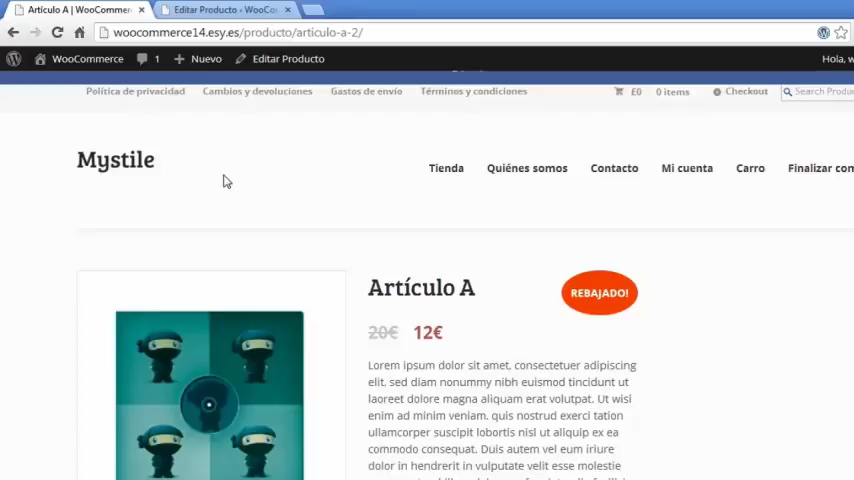 Artículo A | WooCommer
Editar Producto ‹ WooCo
woocommerce14.esy.es/producto/articulo-a-2/
WooCommerce
1
Nuevo
Editar Producto
Hola, w
Política de privacidad
Cambios y devoluciones
Gastos de envío
Términos y condiciones
£0
0 items
Checkout
Search Produ
Mystile
Tienda
Quiénes somos
Contacto
Mi cuenta
Carro
Finalizar com
Artículo A
REBAJADO!
20€ 12€
Lorem ipsum dolor sit amet, consectetuer adipiscing
elit, sed diam nonummy nibh euismod tincidunt ut
laoreet dolore magna aliquam erat volutpat. Ut wisi
enim ad minim veniam, quis nostrud exerci tation
ullamcorper suscipit lobortis nisl ut aliquip ex ea
commodo consequat. Duis autem vel eum iriure
dolor in hendrerit in vulputate velit esse molestie